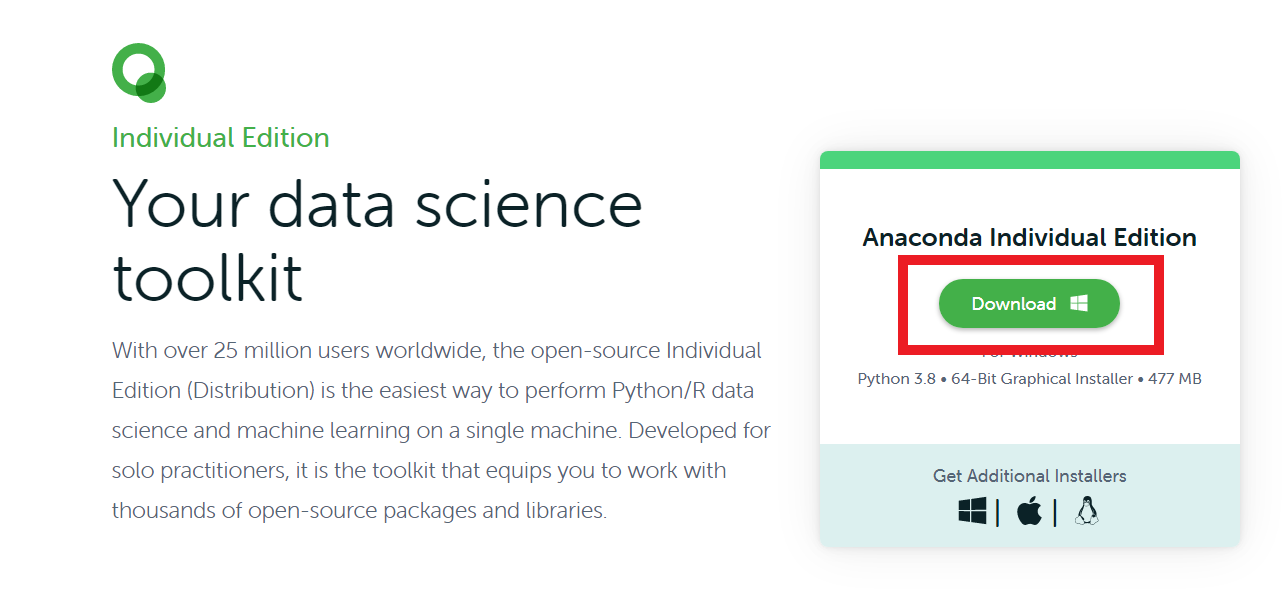 Individual Edition
Your data science
toolkit
With over 25 million users worldwide, the open-source Individual
Edition (Distribution) is the easiest way to perform Python/R data
science and machine learning on a single machine. Developed for
solo practitioners, it is the toolkit that equips you to work with
thousands of open-source packages and libraries.
Anaconda Individual Edition
Download
For Windows
Python 3.8 • 64-Bit Graphical Installer • 477 MB
Get Additional Installers